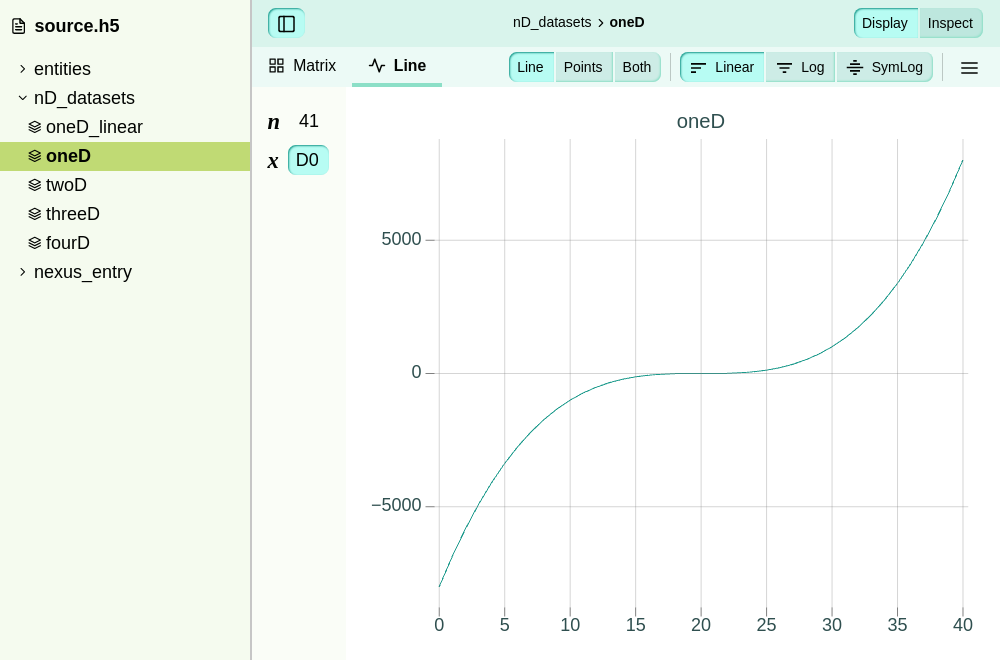 source.h5
entities
nD_datasets
oneD_linear
oneD
twoD
threeD
fourD
nexus_entry
nD_datasets › oneD
Display Inspect
Matrix Line
Line Points Both Linear Log SymLog
n 41
x D0
oneD
5000
0
−5000
0 5 10 15 20 25 30 35 40